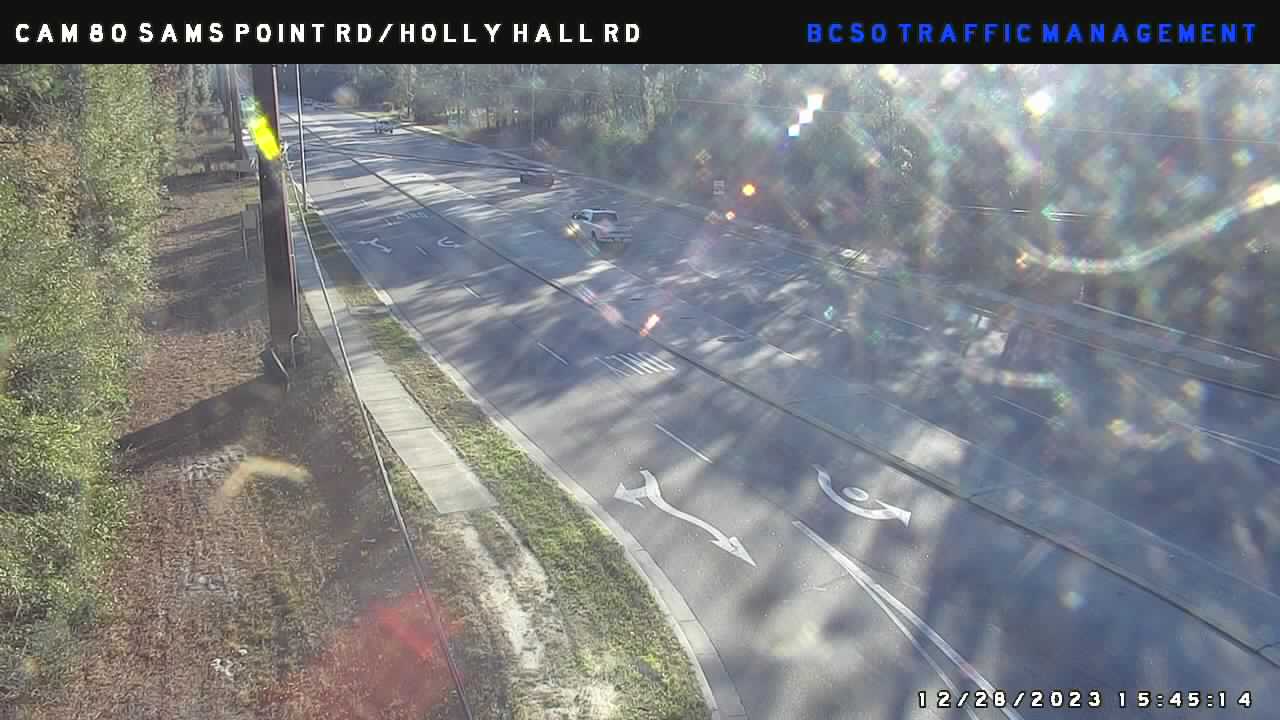 CAM 80 SAMS POINT RD/HOLLY HALL RD
BCSO TRAFFIC MANAGEMENT
12/28/2023 15:45:14